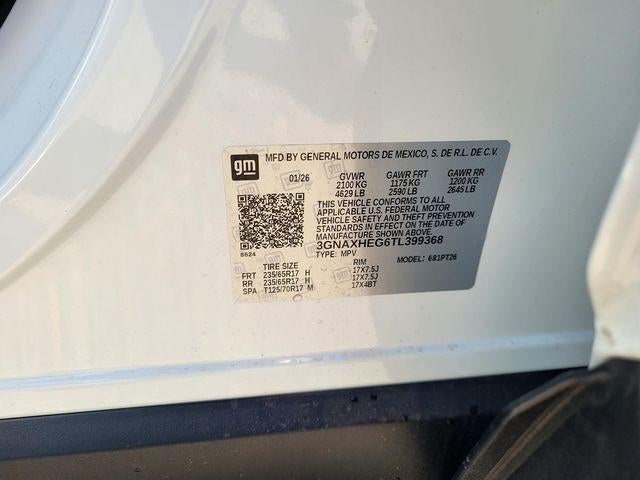 gm
MFD BY GENERAL MOTORS DE MEXICO, S. DE R.L. DE C.V.
01/26 GVWR GAWR FRT GAWR RR
2100 KG 1175 KG 1200 KG
4629 LB 2590 LB 2645 LB
THIS VEHICLE CONFORMS TO ALL
APPLICABLE U.S. FEDERAL MOTOR
VEHICLE SAFETY AND THEFT PREVENTION
STANDARDS IN EFFECT ON THE DATE OF
MANUFACTURE SHOWN ABOVE.
3GNAXHEG6TL399368
S624 TYPE: MPV MODEL: 681PT26
TIRE SIZE RIM
FRT 235/65R17 H 17X7.5J
RR 235/65R17 H 17X7.5J
SPA T125/70R17 M 17X4BT